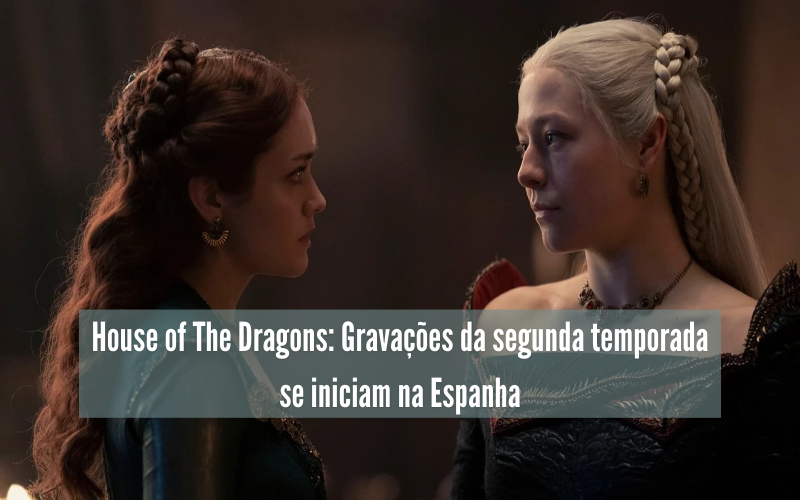 House of The Dragons: Gravações da segunda temporada
se iniciam na Espanha